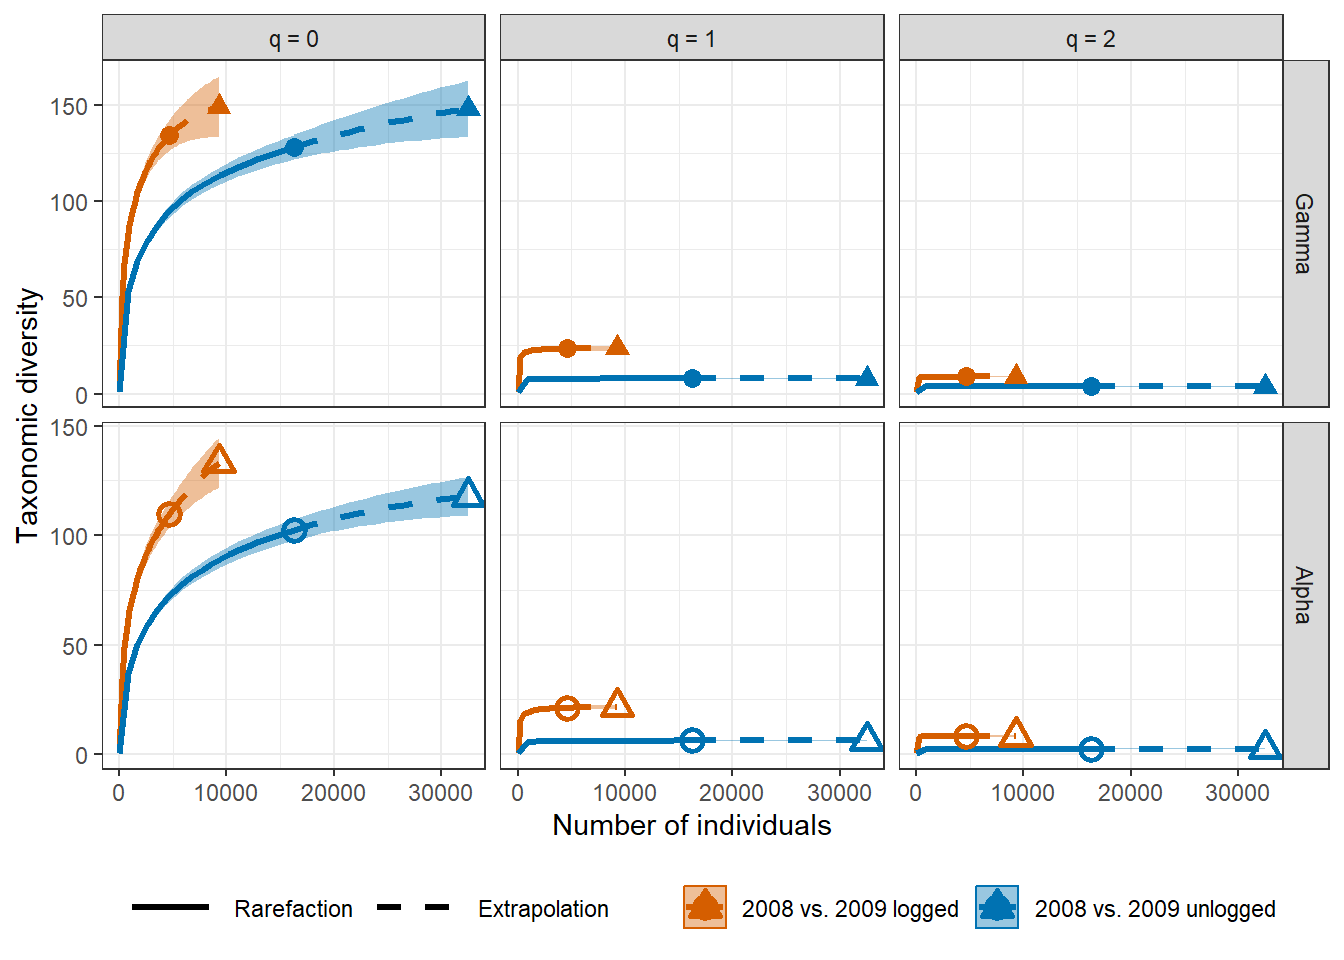 q = 0
q = 1
q = 2
Taxonomic diversity
150
100
50
0
Gamma
150
100
50
0
Alpha
0 10000 20000 30000
0 10000 20000 30000
0 10000 20000 30000
Number of individuals
Rarefaction
Extrapolation
2008 vs. 2009 logged
2008 vs. 2009 unlogged